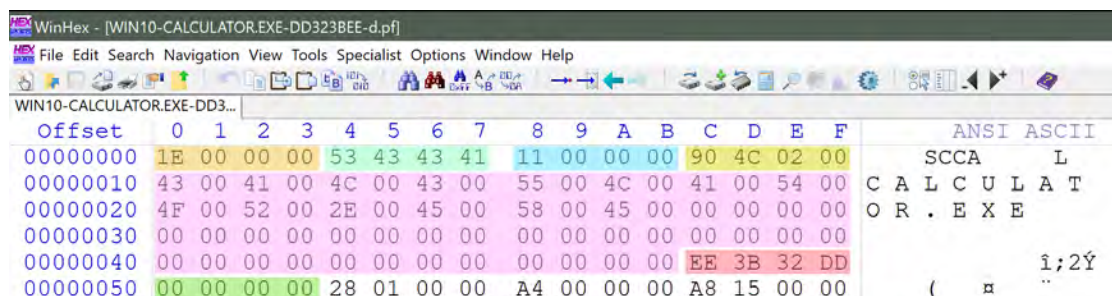 WinHex - [WIN10-CALCULATOR.EXE-DD323BEE-d.pf]
File Edit Search Navigation View Tools Specialist Options Window Help
WIN10-CALCULATOR.EXE-DD3...
Offset 0 1 2 3 4 5 6 7 8 9 A B C D E F ANSI ASCII
00000000 1E 00 00 00 53 43 43 41 11 00 00 00 90 4C 02 00 SCCA L
00000010 43 00 41 00 4C 00 43 00 55 00 4C 00 41 00 54 00 C A L C U L A T
00000020 4F 00 52 00 2E 00 45 00 58 00 45 00 00 00 00 00 O R . E X E
00000030 00 00 00 00 00 00 00 00 00 00 00 00 00 00 00 00
00000040 00 00 00 00 00 00 00 00 00 00 00 00 EE 3B 32 DD î;2Ý
00000050 00 00 00 00 28 01 00 00 A4 00 00 00 A8 15 00 00 ( ¤ ¨